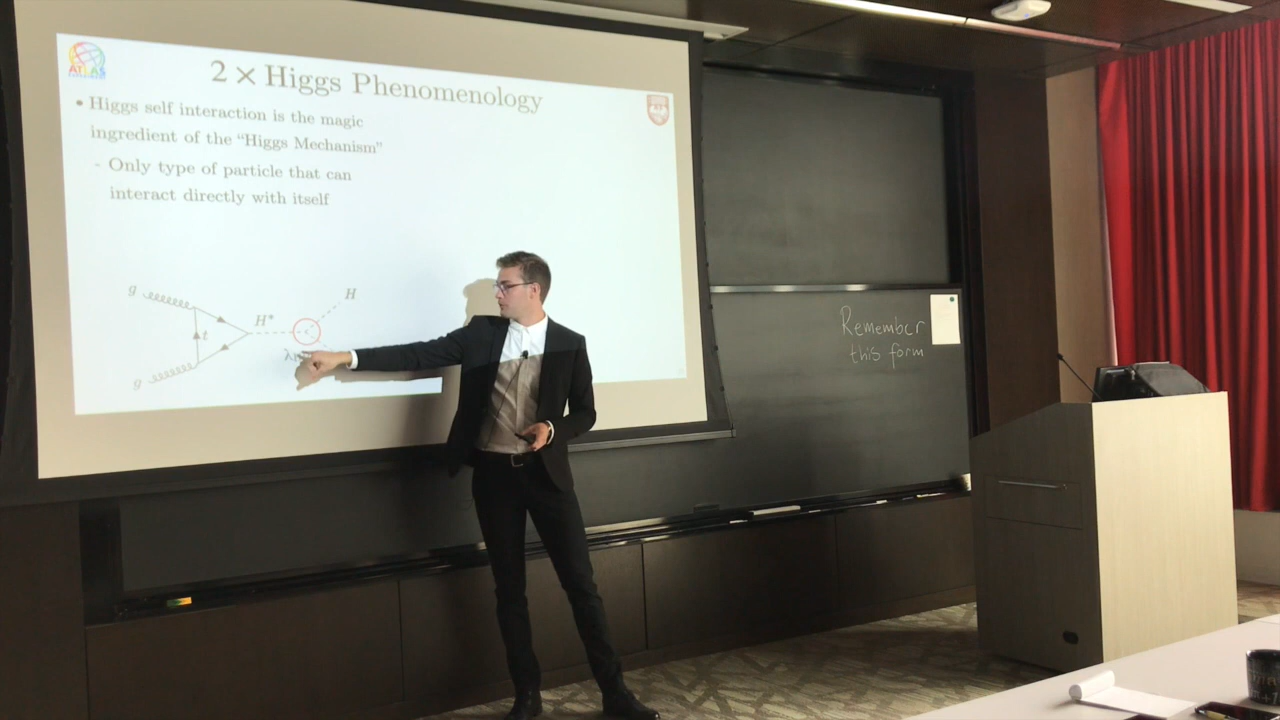 ATLAS
2 × Higgs Phenomenology
• Higgs self interaction is the magic
ingredient of the “Higgs Mechanism”
- Only type of particle that can
interact directly with itself
g
H
H*
t
g
Remember
this form